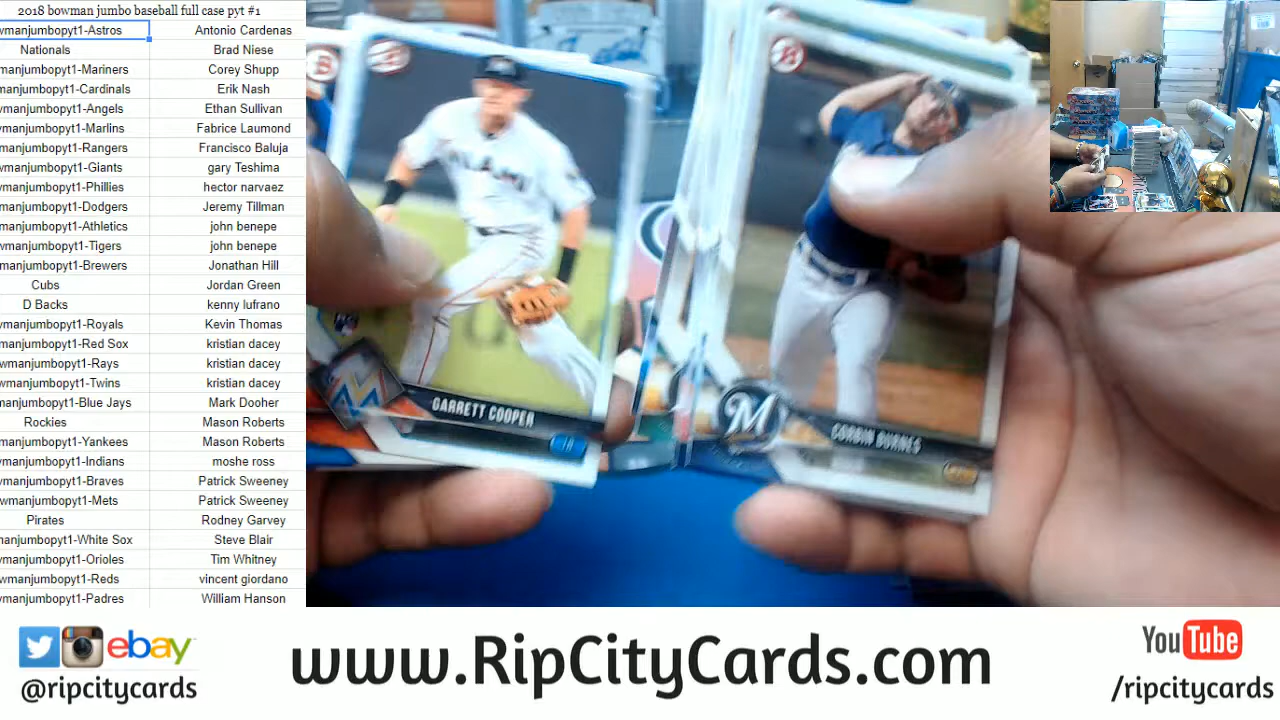 2018 bowman jumbo baseball full case pyt #1
wmanjumbopyt1-Astros Antonio Cardenas
Nationals Brad Niese
manjumbopyt1-Mariners Corey Shupp
manjumbopyt1-Cardinals Erik Nash
wmanjumbopyt1-Angels Ethan Sullivan
wmanjumbopyt1-Marlins Fabrice Laumond
manjumbopyt1-Rangers Francisco Baluja
wmanjumbopyt1-Giants gary Teshima
wmanjumbopyt1-Phillies hector narvaez
wmanjumbopyt1-Dodgers Jeremy Tillman
manjumbopyt1-Athletics john benepe
wmanjumbopyt1-Tigers john benepe
manjumbopyt1-Brewers Jonathan Hill
Cubs Jordan Green
D Backs kenny lufrano
wmanjumbopyt1-Royals Kevin Thomas
manjumbopyt1-Red Sox kristian dacey
wmanjumbopyt1-Rays kristian dacey
wmanjumbopyt1-Twins kristian dacey
manjumbopyt1-Blue Jays Mark Dooher
Rockies Mason Roberts
manjumbopyt1-Yankees Mason Roberts
manjumbopyt1-Indians moshe ross
wmanjumbopyt1-Braves Patrick Sweeney
wmanjumbopyt1-Mets Patrick Sweeney
Pirates Rodney Garvey
anjumbopyt1-White Sox Steve Blair
manjumbopyt1-Orioles Tim Whitney
wmanjumbopyt1-Reds vincent giordano
wmanjumbopyt1-Padres William Hanson
MIAMI
GARRETT COOPER
1B
M
CORBIN BURNES
ebay
@ripcitycards
www.RipCityCards.com
YouTube
/ripcitycards